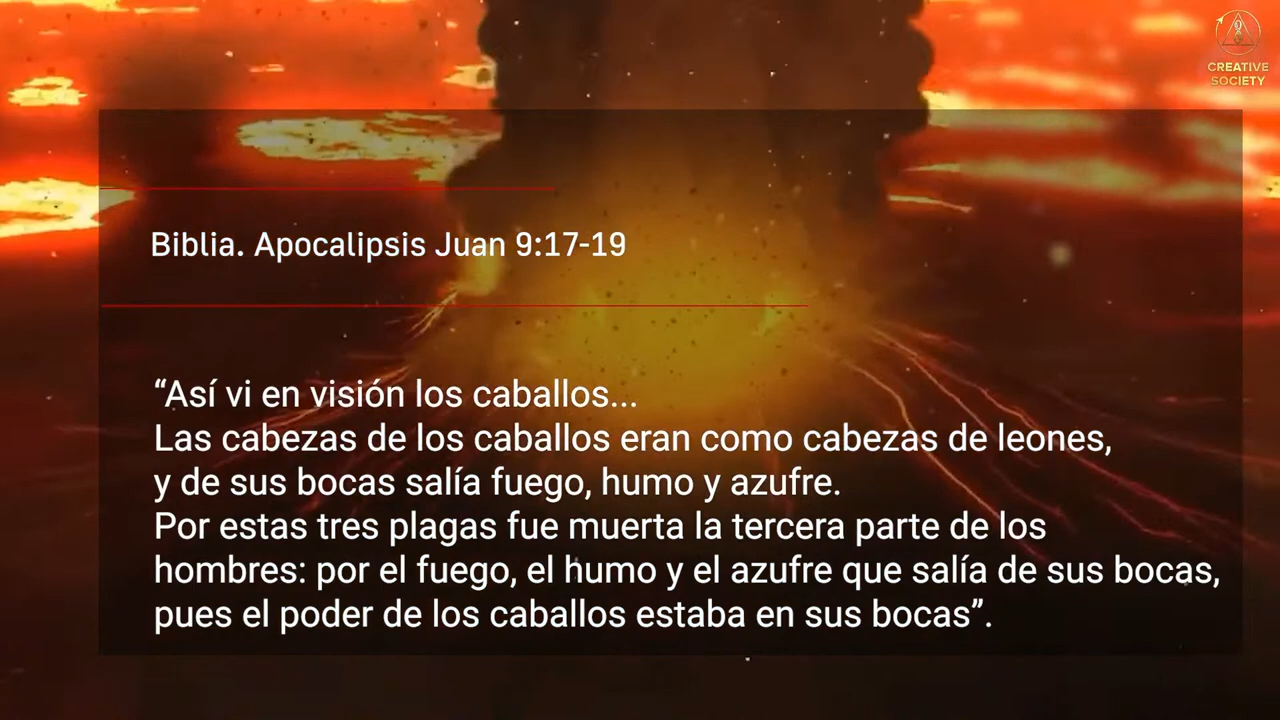 CREATIVE
SOCIETY
Biblia. Apocalipsis Juan 9:17-19
“Así vi en visión los caballos...
Las cabezas de los caballos eran como cabezas de leones,
y de sus bocas salía fuego, humo y azufre.
Por estas tres plagas fue muerta la tercera parte de los
hombres: por el fuego, el humo y el azufre que salía de sus bocas,
pues el poder de los caballos estaba en sus bocas”.